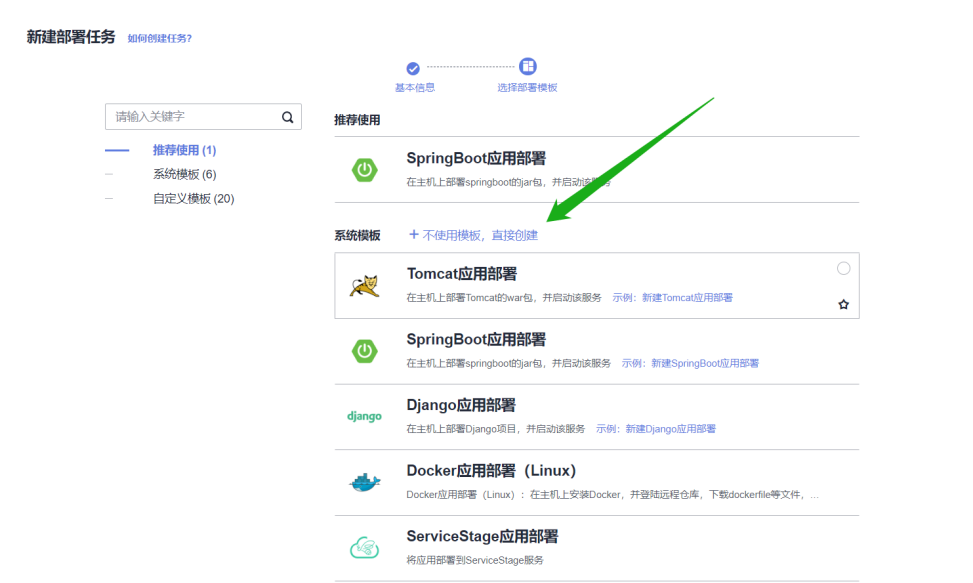 新建部署任务 如何创建任务?
基本信息 选择部署模板
请输入关键字
推荐使用 (1)
系统模板 (6)
自定义模板 (20)
推荐使用
SpringBoot应用部署
在主机上部署springboot的jar包，并启动该服务
系统模板 + 不使用模板，直接创建
Tomcat应用部署
在主机上部署Tomcat的war包，并启动该服务 示例：新建Tomcat应用部署
SpringBoot应用部署
在主机上部署springboot的jar包，并启动该服务 示例：新建SpringBoot应用部署
django
Django应用部署
在主机上部署Django项目，并启动该服务 示例：新建Django应用部署
Docker应用部署（Linux）
Docker应用部署（Linux）：在主机上安装Docker，并登陆远程仓库，下载dockerfile等文件，...
ServiceStage应用部署
将应用部署到ServiceStage服务